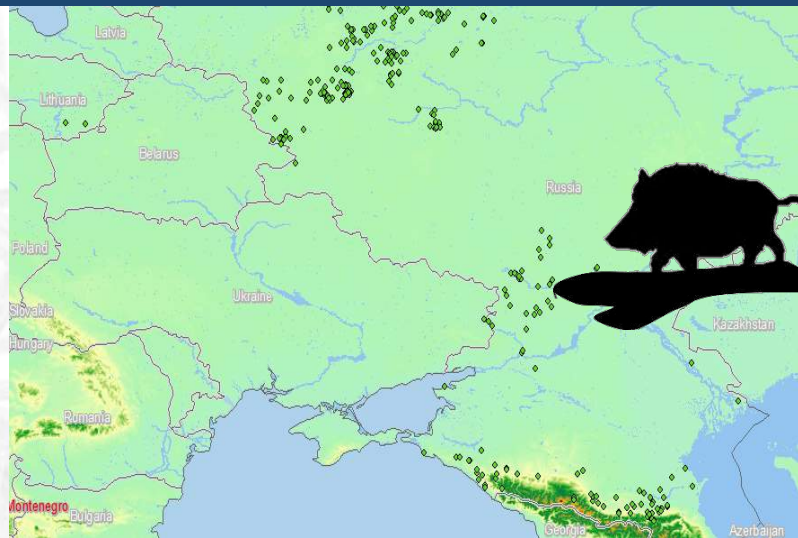 Latvia
Lithuania
Belarus
Russia
Poland
Ukraine
Slovakia
Hungary
Kazakhstan
Romania
Montenegro
Bulgaria
Georgia
Azerbaijan